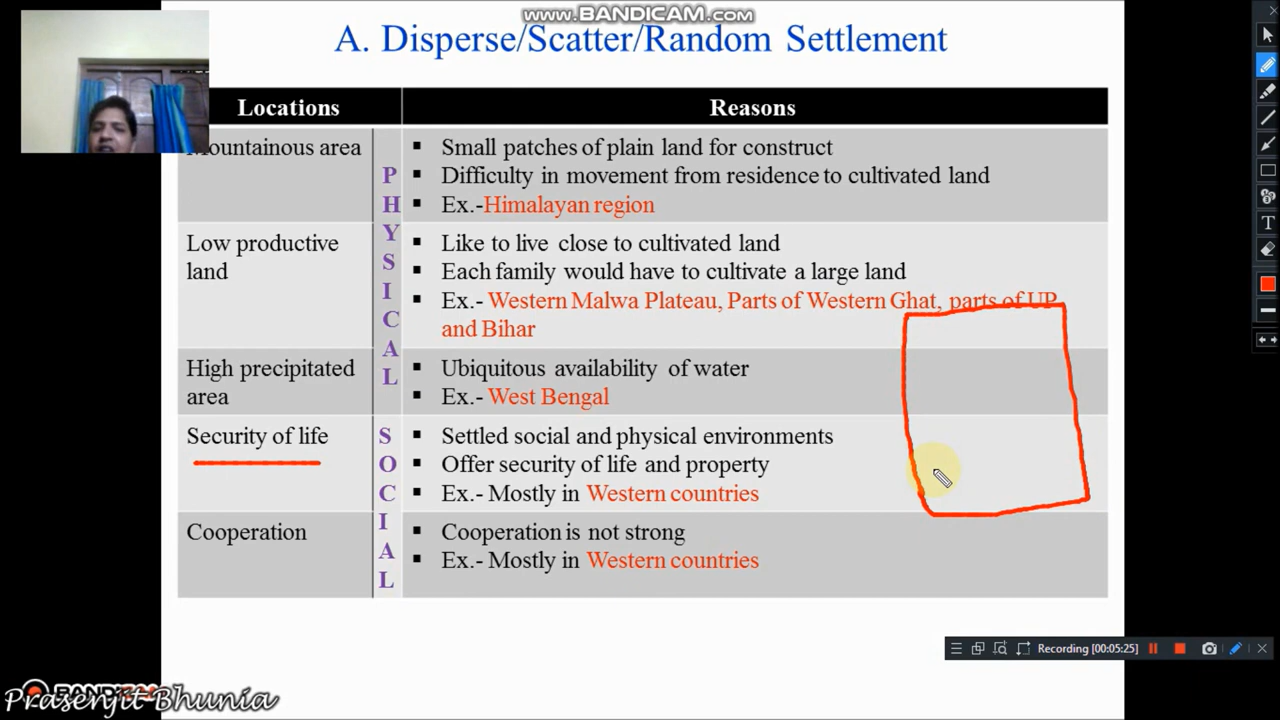 www.BANDICAM.com
A. Disperse/Scatter/Random Settlement
Locations
Reasons
Mountainous area
▪ Small patches of plain land for construct
▪ Difficulty in movement from residence to cultivated land
▪ Ex.-Himalayan region
Low productive
land
▪ Like to live close to cultivated land
▪ Each family would have to cultivate a large land
▪ Ex.- Western Malwa Plateau, Parts of Western Ghat, parts of UP
and Bihar
High precipitated
area
▪ Ubiquitous availability of water
▪ Ex.- West Bengal
PHYSICAL
Security of life
▪ Settled social and physical environments
▪ Offer security of life and property
▪ Ex.- Mostly in Western countries
Cooperation
▪ Cooperation is not strong
▪ Ex.- Mostly in Western countries
SOCIAL
T
Recording [00:05:25]
Prasenjit Bhunia